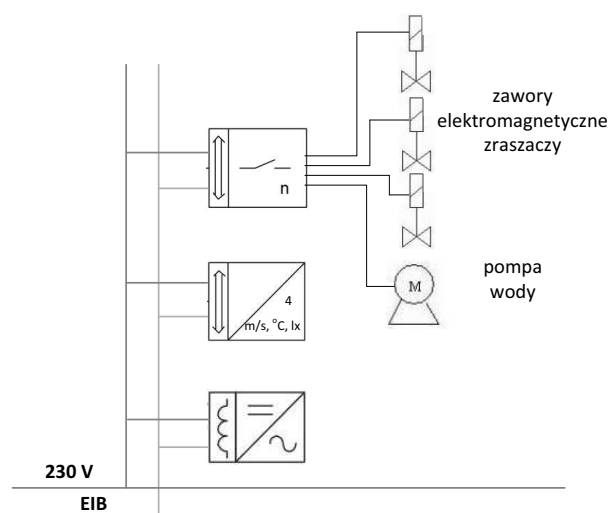 zawory
elektromagnetyczne
zraszaczy
n
pompa
wody
M
4
m/s, °C, lx
230 V
EIB